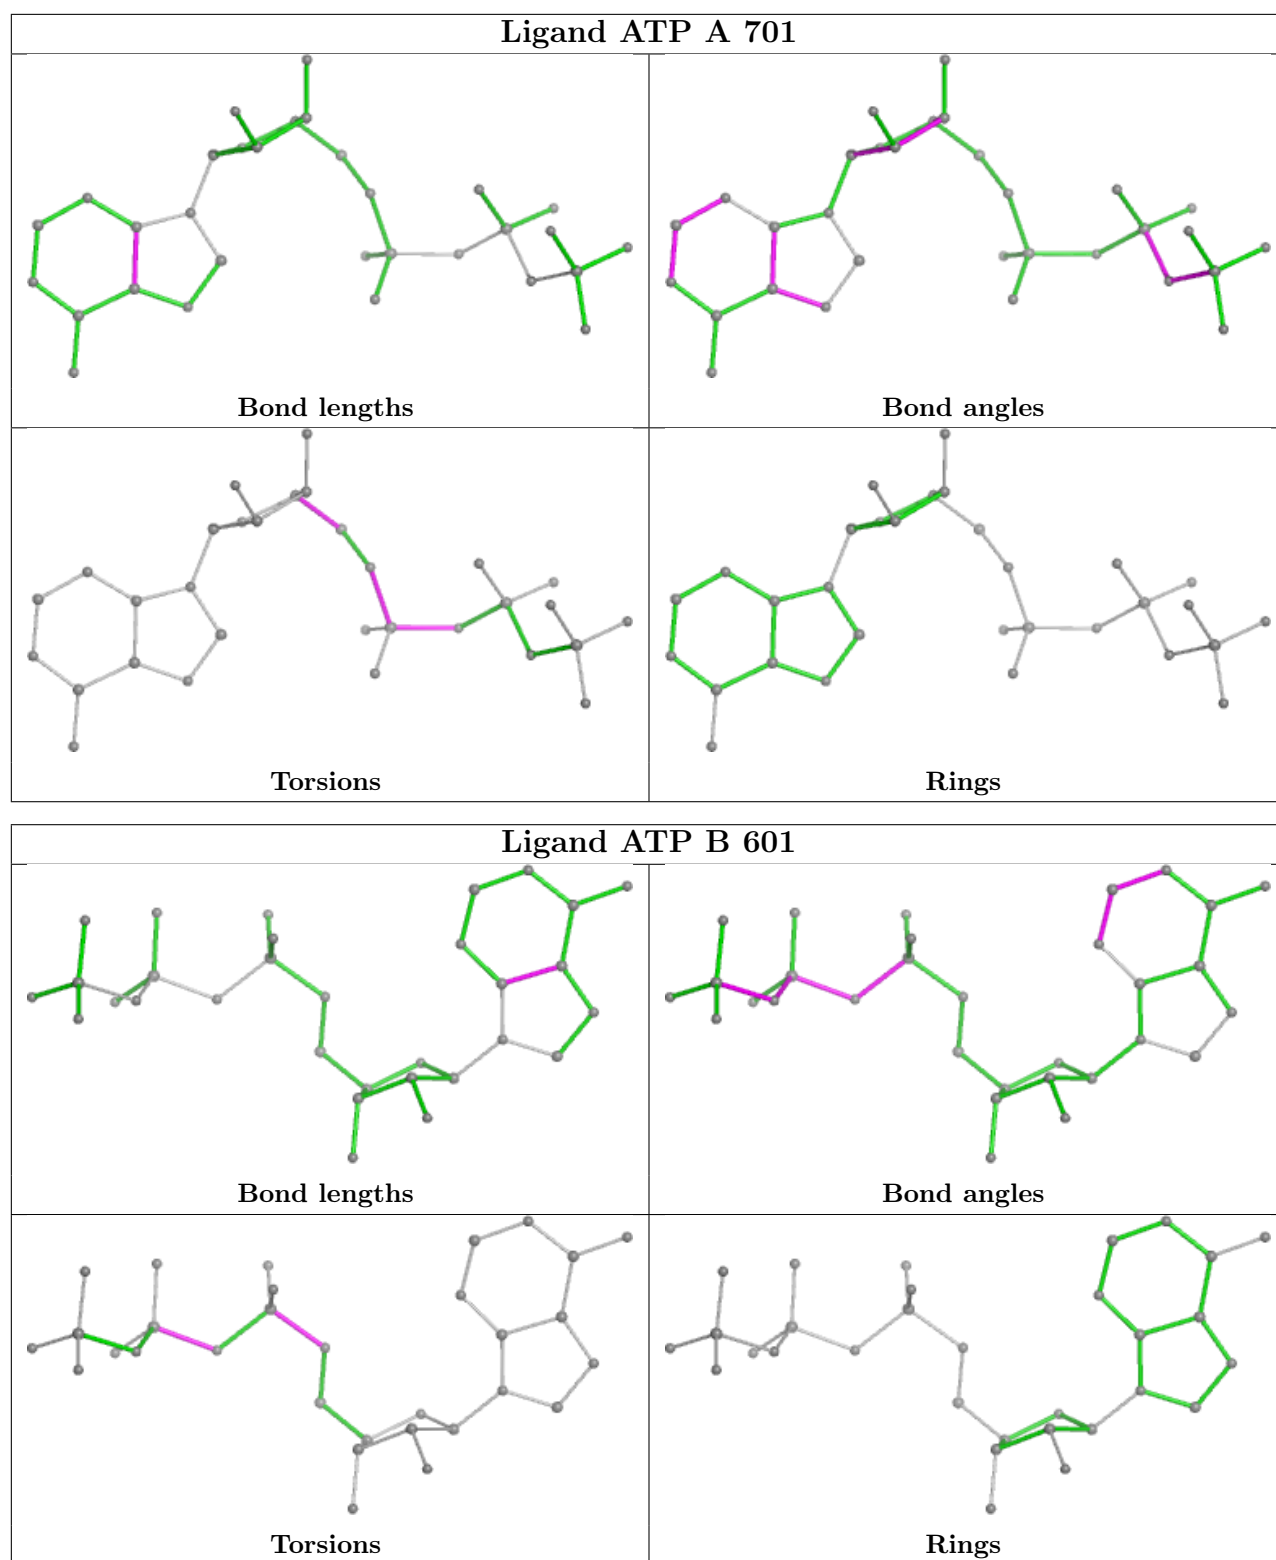 Ligand ATP A 701
Bond lengths
Bond angles
Torsions
Rings
Ligand ATP B 601
Bond lengths
Bond angles
Torsions
Rings